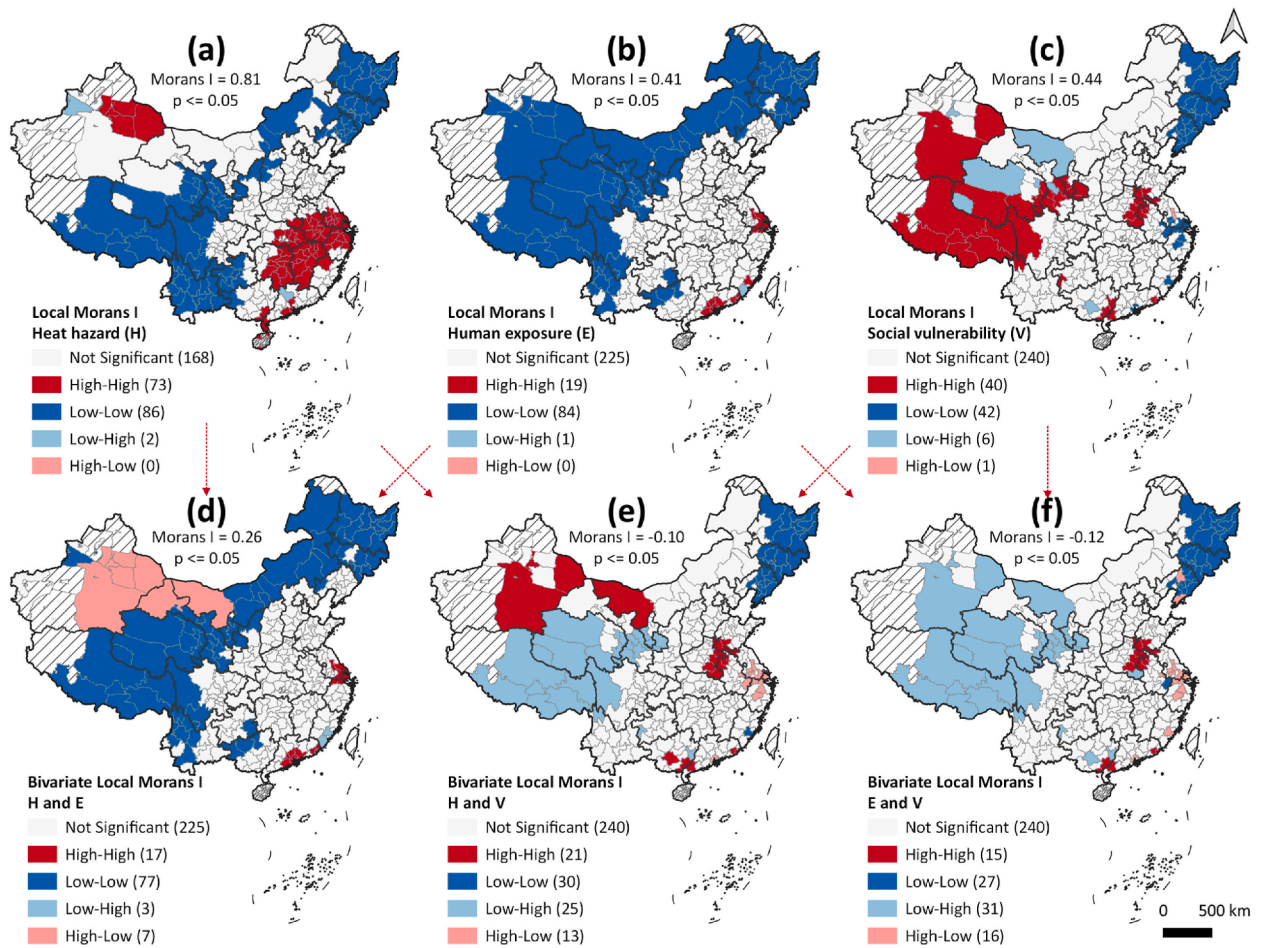 (a)
Morans I = 0.81
p <= 0.05
Local Morans I
Heat hazard (H)
Not Significant (168)
High-High (73)
Low-Low (86)
Low-High (2)
High-Low (0)
(b)
Morans I = 0.41
p <= 0.05
Local Morans I
Human exposure (E)
Not Significant (225)
High-High (19)
Low-Low (84)
Low-High (1)
High-Low (0)
(c)
Morans I = 0.44
p <= 0.05
Local Morans I
Social vulnerability (V)
Not Significant (240)
High-High (40)
Low-Low (42)
Low-High (6)
High-Low (1)
(d)
Morans I = 0.26
p <= 0.05
Bivariate Local Morans I
H and E
Not Significant (225)
High-High (17)
Low-Low (77)
Low-High (3)
High-Low (7)
(e)
Morans I = -0.10
p <= 0.05
Bivariate Local Morans I
H and V
Not Significant (240)
High-High (21)
Low-Low (30)
Low-High (25)
High-Low (13)
(f)
Morans I = -0.12
p <= 0.05
Bivariate Local Morans I
E and V
Not Significant (240)
High-High (15)
Low-Low (27)
Low-High (31)
High-Low (16)
0 500 km